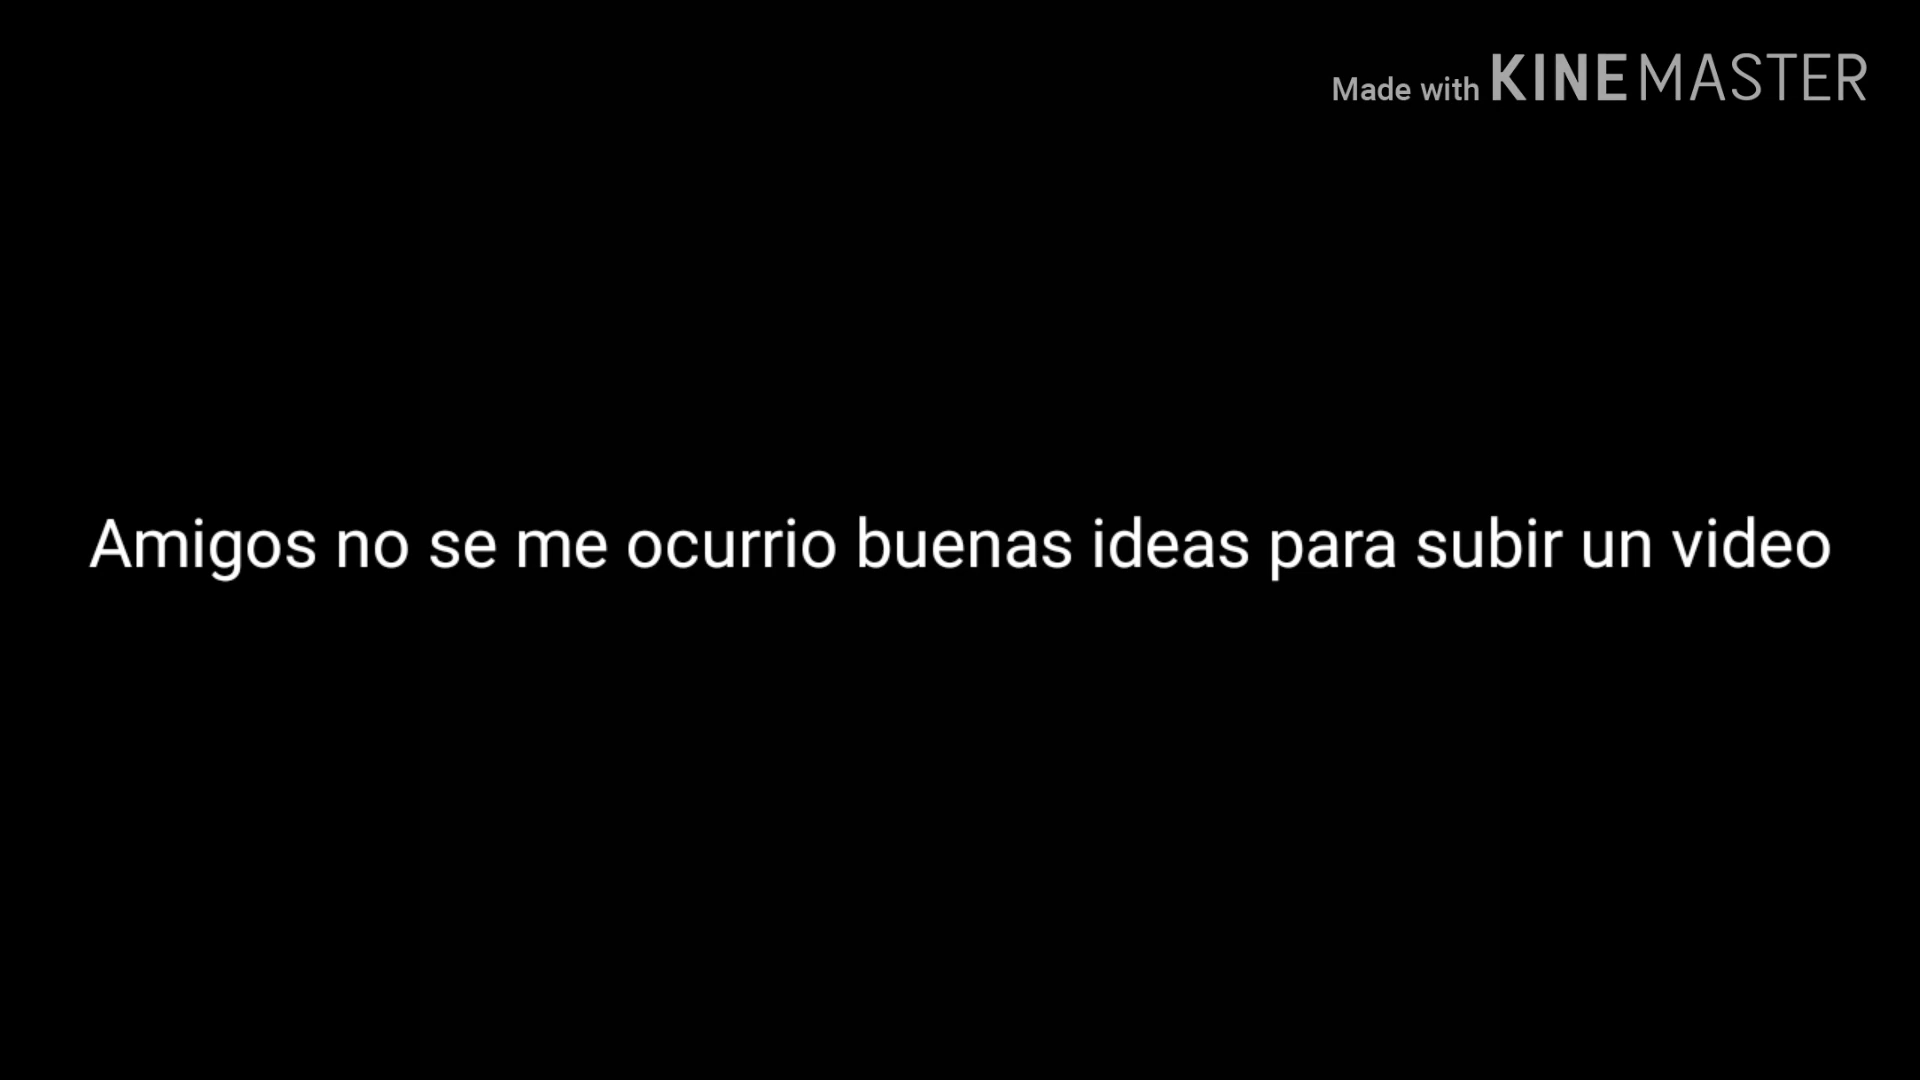 Made with KINEMASTER
Amigos no se me ocurrio buenas ideas para subir un video